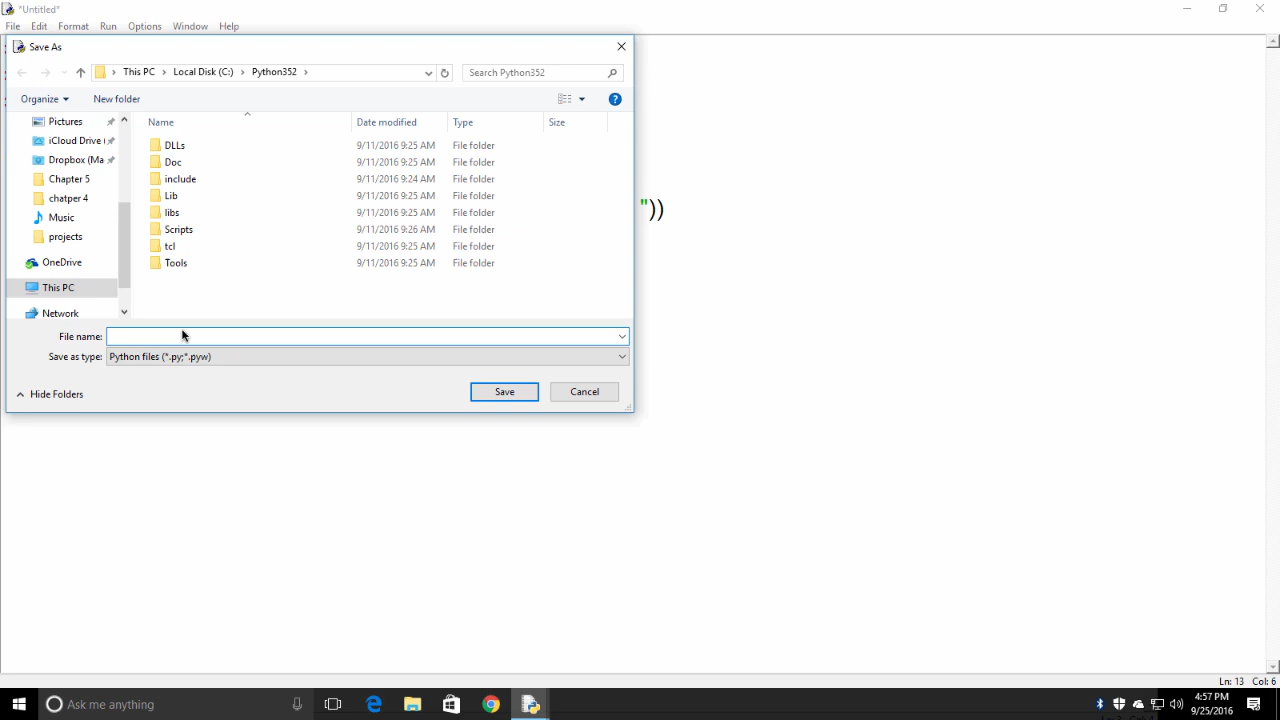 *Untitled*
File Edit Format Run Options Window Help
Save As
This PC Local Disk (C:) Python352
Search Python352
Organize New folder
Name Date modified Type Size
Pictures
iCloud Drive (
Dropbox (Ma
Chapter 5
chatper 4
Music
projects
OneDrive
This PC
Network
DLLs 9/11/2016 9:25 AM File folder
Doc 9/11/2016 9:25 AM File folder
include 9/11/2016 9:24 AM File folder
Lib 9/11/2016 9:25 AM File folder
libs 9/11/2016 9:25 AM File folder
Scripts 9/11/2016 9:26 AM File folder
tcl 9/11/2016 9:25 AM File folder
Tools 9/11/2016 9:25 AM File folder
"))
File name:
Save as type: Python files (*.py;*.pyw)
Hide Folders
Save Cancel
Ln: 13 Col: 6
Ask me anything
4:57 PM
9/25/2016